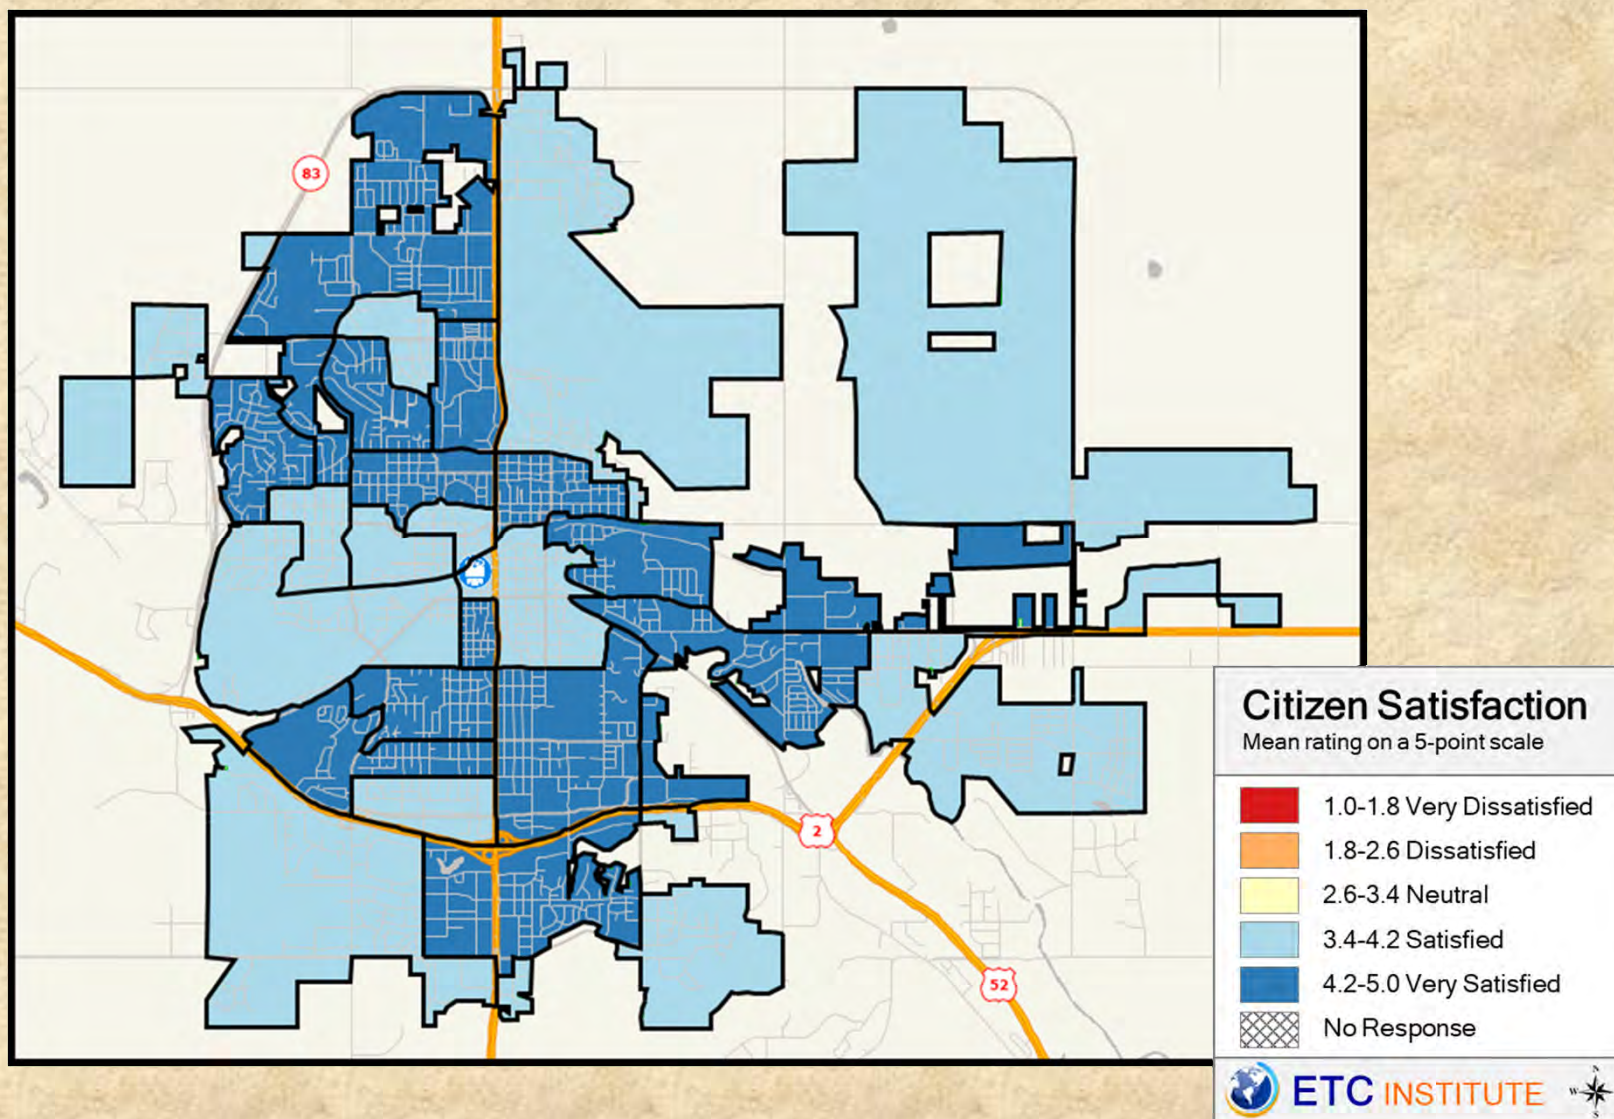 83
2
52
Citizen Satisfaction
Mean rating on a 5-point scale
1.0-1.8 Very Dissatisfied
1.8-2.6 Dissatisfied
2.6-3.4 Neutral
3.4-4.2 Satisfied
4.2-5.0 Very Satisfied
No Response
ETC INSTITUTE
N
W
S